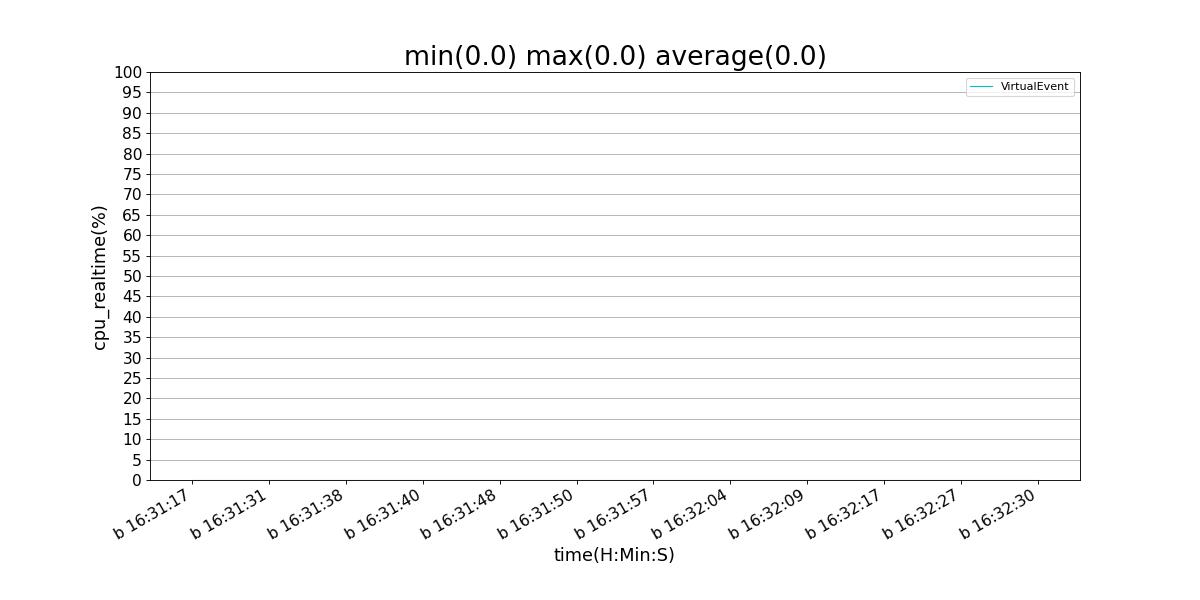 min(0.0) max(0.0) average(0.0)
VirtualEvent
cpu_realtime(%)
100
95
90
85
80
75
70
65
60
55
50
45
40
35
30
25
20
15
10
5
0
b 16:31:17
b 16:31:31
b 16:31:38
b 16:31:40
b 16:31:48
b 16:31:50
b 16:31:57
b 16:32:04
b 16:32:09
b 16:32:17
b 16:32:27
b 16:32:30
time(H:Min:S)